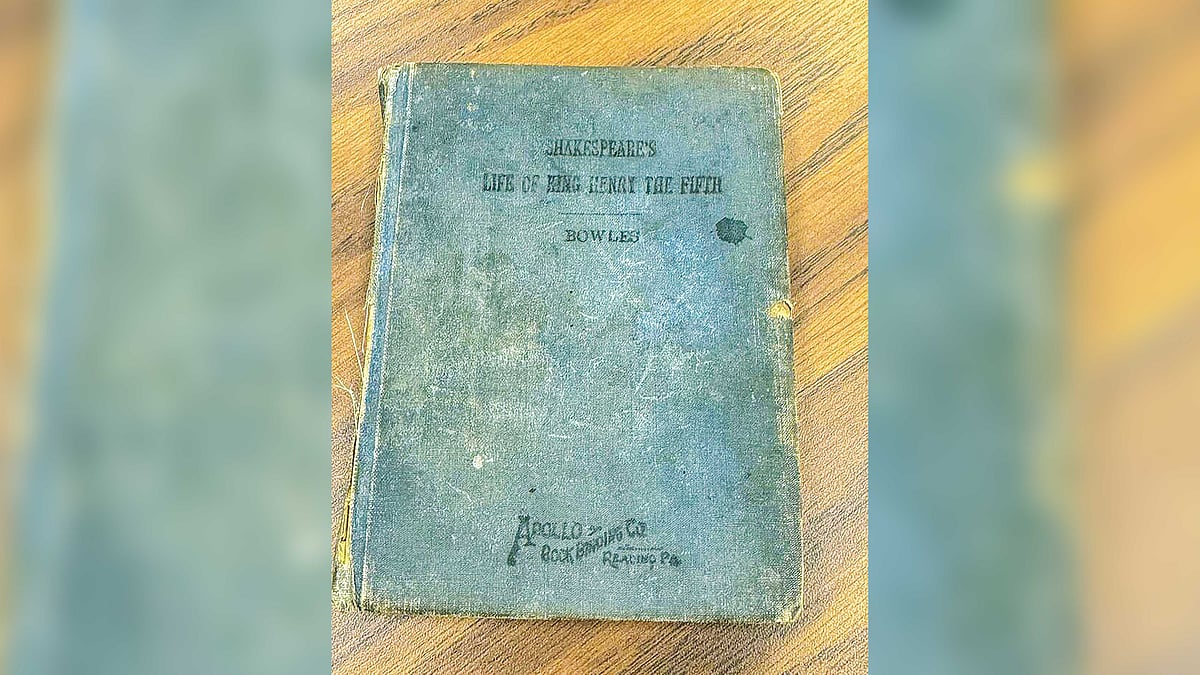 SHAKESPEARE'S
LIFE OF KING HENRY THE FIFTH
BOWLES
APOLLO
BOOK BINDING CO.
READING PA.